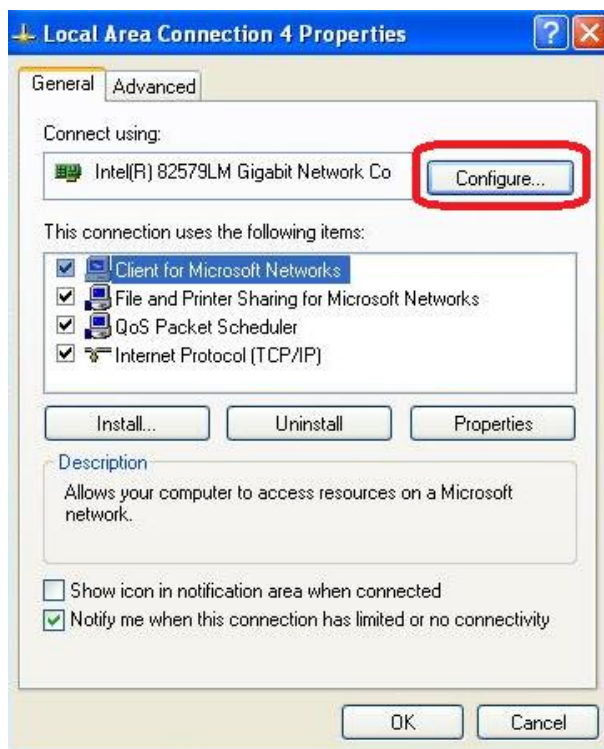 Local Area Connection 4 Properties
General
Advanced
Connect using:
Intel(R) 82579LM Gigabit Network Co
Configure...
This connection uses the following items:
Client for Microsoft Networks
File and Printer Sharing for Microsoft Networks
QoS Packet Scheduler
Internet Protocol (TCP/IP)
Install...
Uninstall
Properties
Description
Allows your computer to access resources on a Microsoft
network.
Show icon in notification area when connected
Notify me when this connection has limited or no connectivity
OK
Cancel